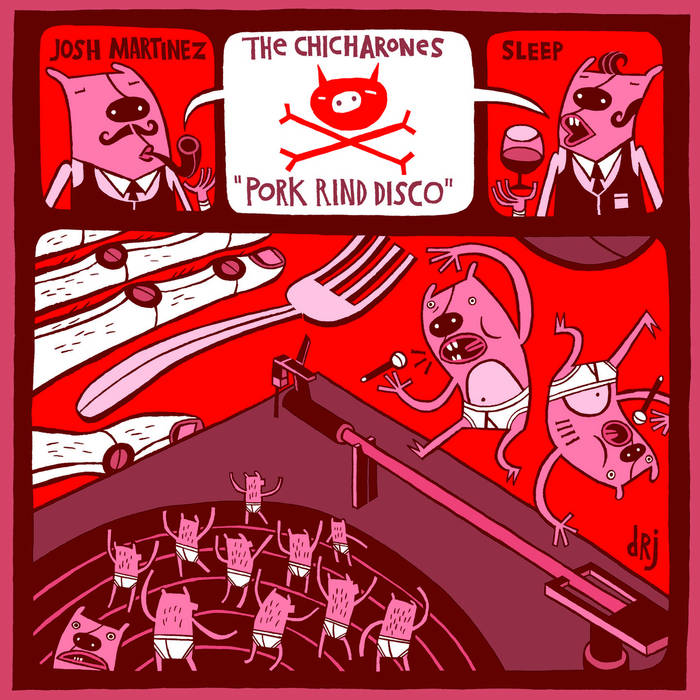 JOSH MARTINEZ
THE CHICHARONES
SLEEP
"PORK RIND DISCO"
dRj